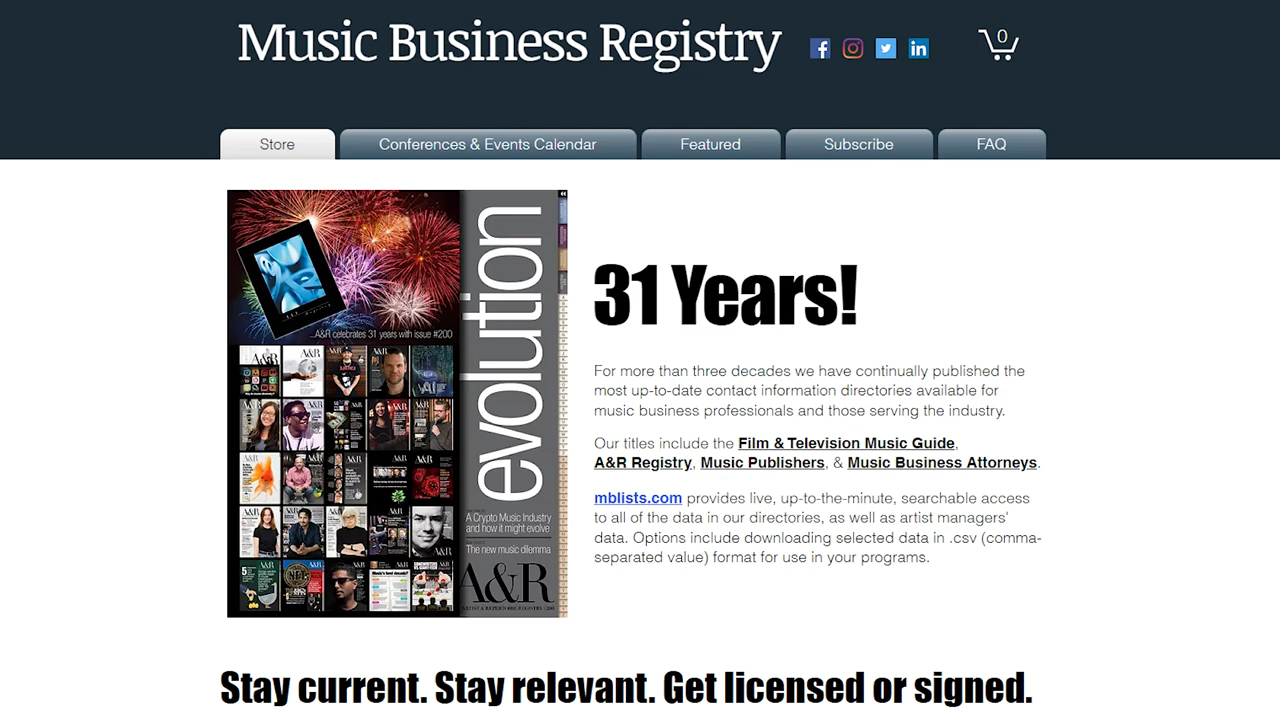 Music Business Registry
0
Store
Conferences & Events Calendar
Featured
Subscribe
FAQ
...A&R celebrates 31 years with issue #200
evolution
A Crypto Music Industry
and how it might evolve
The new music dilemma
A&R
31 Years!
For more than three decades we have continually published the
most up-to-date contact information directories available for
music business professionals and those serving the industry.
Our titles include the Film & Television Music Guide,
A&R Registry, Music Publishers, & Music Business Attorneys.
mblists.com provides live, up-to-the-minute, searchable access
to all of the data in our directories, as well as artist managers'
data. Options include downloading selected data in .csv (comma-
separated value) format for use in your programs.
Stay current. Stay relevant. Get licensed or signed.